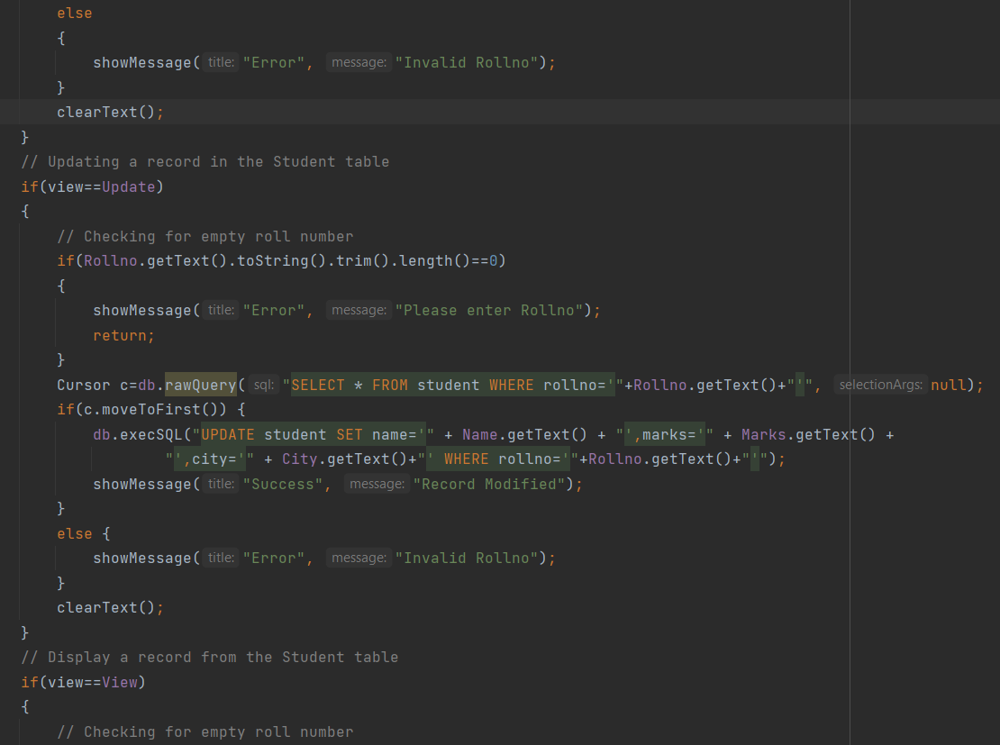 else
{
showMessage( title: "Error", message: "Invalid Rollno");
}
clearText();
}
// Updating a record in the Student table
if(view==Update)
{
// Checking for empty roll number
if(Rollno.getText().toString().trim().length()==0)
{
showMessage( title: "Error", message: "Please enter Rollno");
return;
}
Cursor c=db.rawQuery( sql: "SELECT * FROM student WHERE rollno='"+Rollno.getText()+"'", selectionArgs: null);
if(c.moveToFirst()) {
db.execSQL("UPDATE student SET name='" + Name.getText() + "',marks='" + Marks.getText() +
"',city='" + City.getText()+"' WHERE rollno='"+Rollno.getText()+"'");
showMessage( title: "Success", message: "Record Modified");
}
else {
showMessage( title: "Error", message: "Invalid Rollno");
}
clearText();
}
// Display a record from the Student table
if(view==View)
{
// Checking for empty roll number